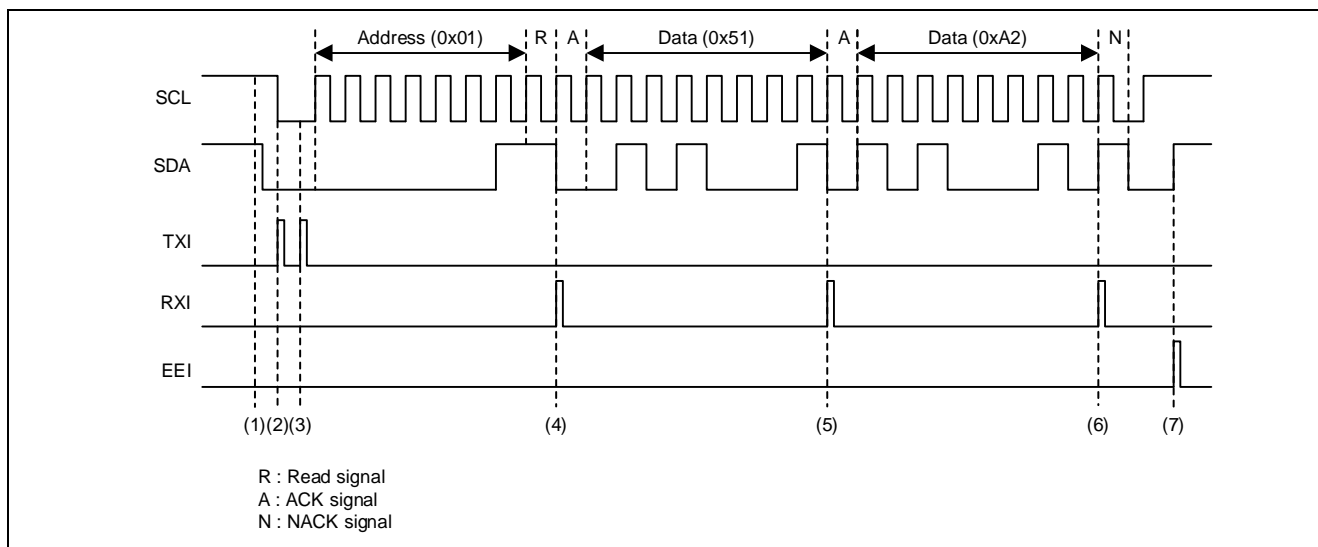 Address (0x01) R A Data (0x51) A Data (0xA2) N
SCL
SDA
TXI
RXI
EEI
(1)(2)(3) (4) (5) (6) (7)
R : Read signal
A : ACK signal
N : NACK signal